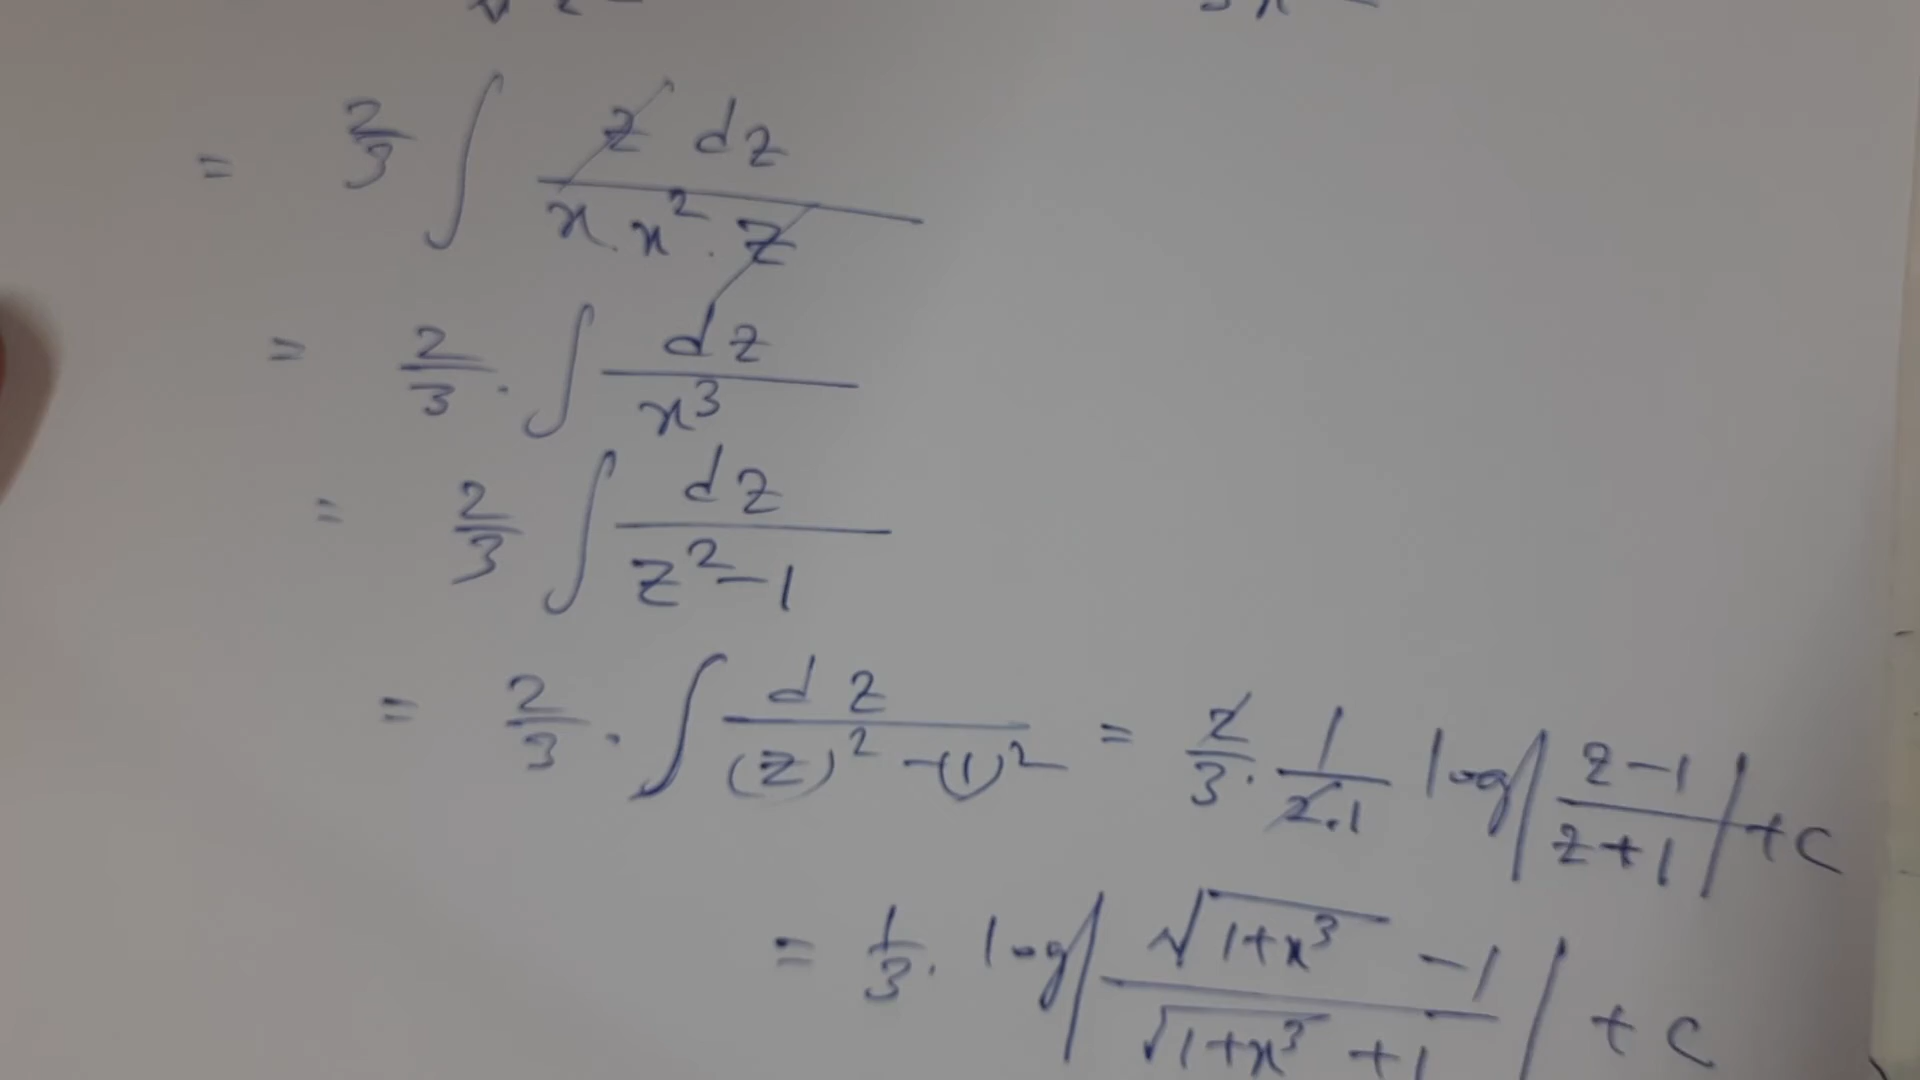 = 2/3 ∫ z dz / x.x².z
= 2/3 . ∫ dz / x³
= 2/3 ∫ dz / z²-1
= 2/3 . ∫ dz / (z)² -(1)² = 2/3 . 1/2.1 log| z-1 / z+1 | +c
= 1/3 . log| √1+x³ -1 / √1+x³ +1 | + c